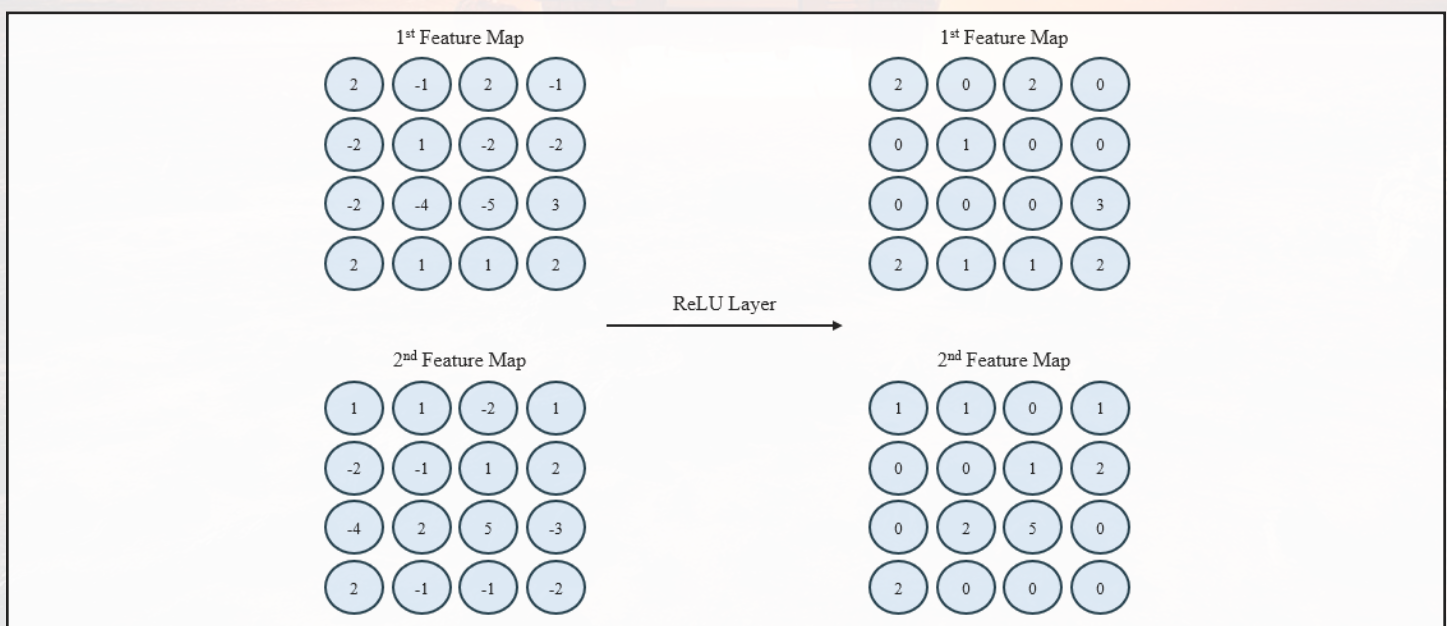 1st Feature Map 1st Feature Map
2 -1 2 -1 2 0 2 0
-2 1 -2 -2 0 1 0 0
-2 -4 -5 3 0 0 0 3
2 1 1 2 2 1 1 2
ReLU Layer
2nd Feature Map 2nd Feature Map
1 1 -2 1 1 1 0 1
-2 -1 1 2 0 0 1 2
-4 2 5 -3 0 2 5 0
2 -1 -1 -2 2 0 0 0